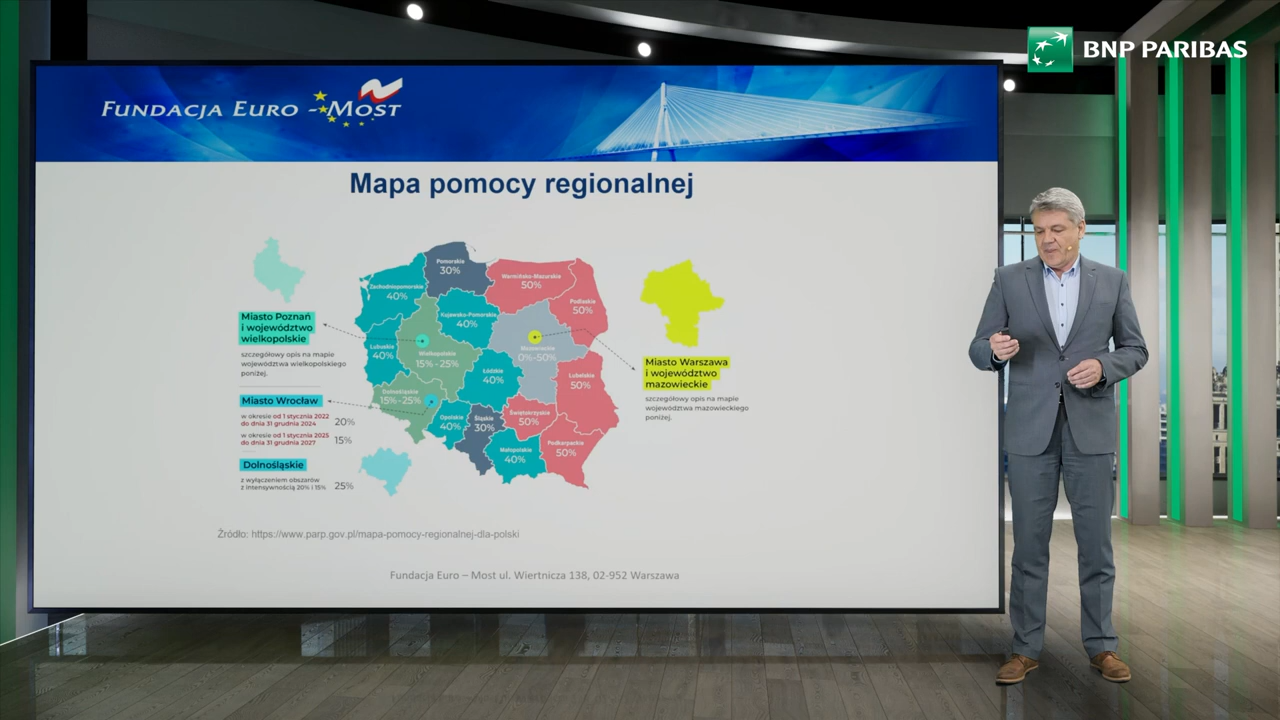 BNP PARIBAS
FUNDACJA EURO - MOST
Mapa pomocy regionalnej
Pomorskie
30%
Warmińsko-Mazurskie
50%
Zachodniopomorskie
40%
Podlaskie
50%
Kujawsko-Pomorskie
40%
Miasto Poznań
i województwo
wielkopolskie
szczegółowy opis na mapie
województwa wielkopolskiego
poniżej.
Lubuskie
40%
Wielkopolskie
15% - 25%
Mazowieckie
0%-50%
Miasto Warszawa
i województwo
mazowieckie
szczegółowy opis na mapie
województwa mazowieckiego
poniżej.
Łódzkie
40%
Lubelskie
50%
Dolnośląskie
15%-25%
Miasto Wrocław
w okresie od 1 stycznia 2022
do dnia 31 grudnia 2024
20%
w okresie od 1 stycznia 2025
do dnia 31 grudnia 2027
15%
Opolskie
40%
Śląskie
30%
Świętokrzyskie
50%
Małopolskie
40%
Podkarpackie
50%
Dolnośląskie
z wyłączeniem obszarów
z intensywnością 20% i 15%
25%
Źródło: https://www.parp.gov.pl/mapa-pomocy-regionalnej-dla-polski
Fundacja Euro – Most ul. Wiertnicza 138, 02-952 Warszawa